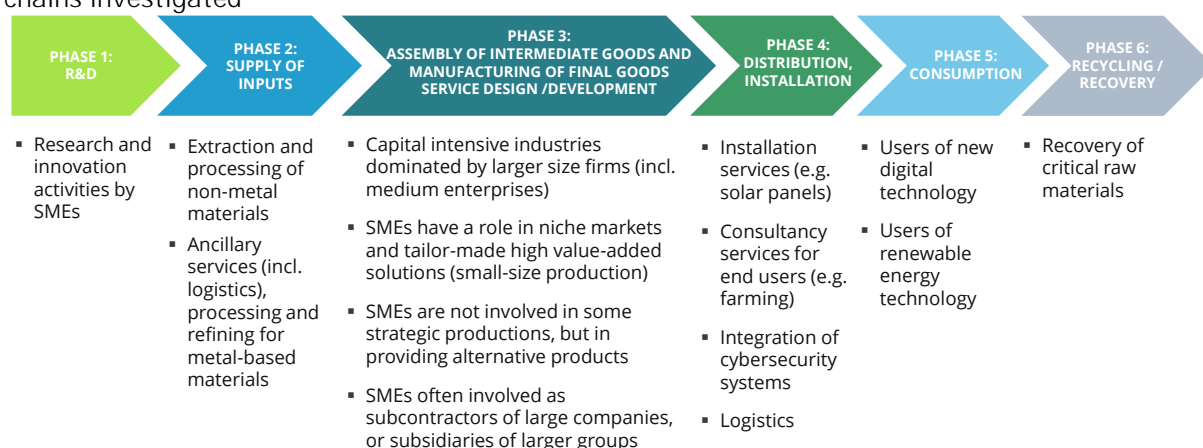 chains investigated
PHASE 1:
R&D
PHASE 2:
SUPPLY OF
INPUTS
PHASE 3:
ASSEMBLY OF INTERMEDIATE GOODS AND
MANUFACTURING OF FINAL GOODS
SERVICE DESIGN /DEVELOPMENT
PHASE 4:
DISTRIBUTION,
INSTALLATION
PHASE 5:
CONSUMPTION
PHASE 6:
RECYCLING /
RECOVERY
▪ Research and
innovation
activities by
SMEs
▪ Extraction and
processing of
non-metal
materials
▪ Ancillary
services (incl.
logistics),
processing and
refining for
metal-based
materials
▪ Capital intensive industries
dominated by larger size firms (incl.
medium enterprises)
▪ SMEs have a role in niche markets
and tailor-made high value-added
solutions (small-size production)
▪ SMEs are not involved in some
strategic productions, but in
providing alternative products
▪ SMEs often involved as
subcontractors of large companies,
or subsidiaries of larger groups
▪ Installation
services (e.g.
solar panels)
▪ Consultancy
services for
end users (e.g.
farming)
▪ Integration of
cybersecurity
systems
▪ Logistics
▪ Users of new
digital
technology
▪ Users of
renewable
energy
technology
▪ Recovery of
critical raw
materials